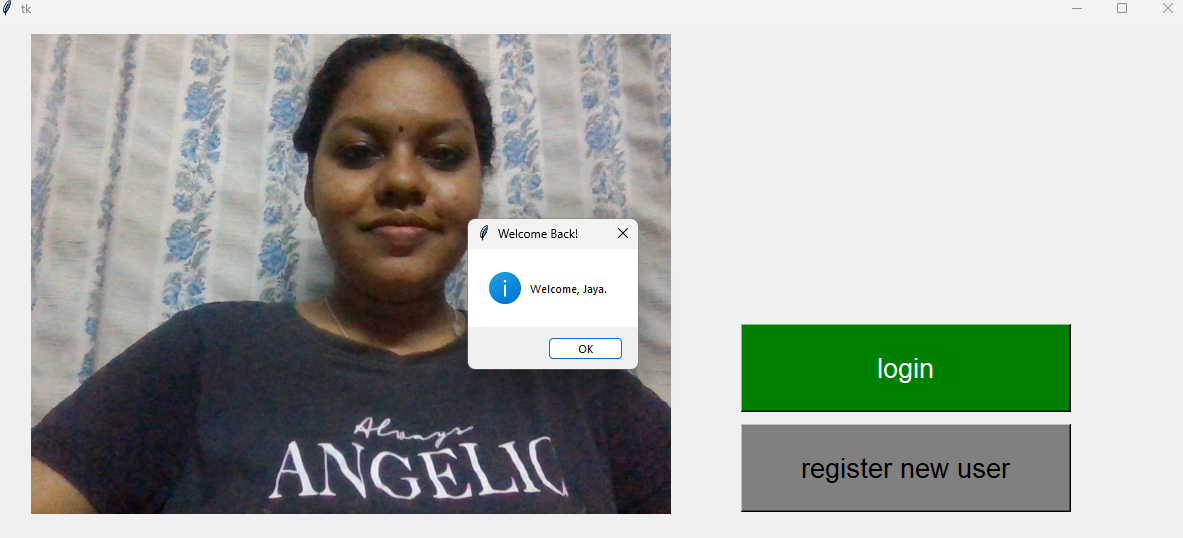 tk
Welcome Back!
Welcome, Jaya.
OK
Always
ANGELIC
login
register new user